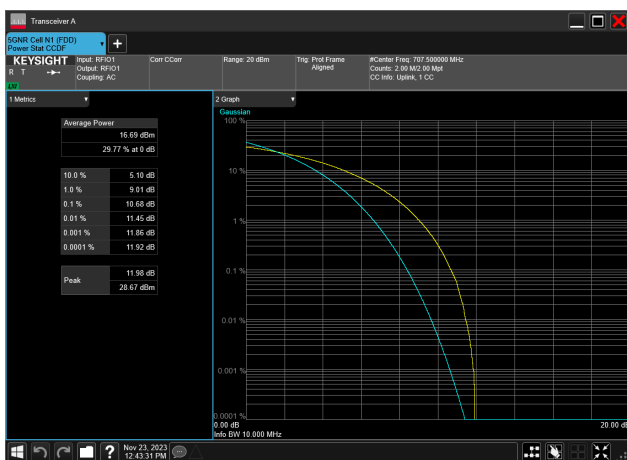 Transceiver A
5GNR Cell N1 (FDD)
Power Stat CCDF
KEYSIGHT
R T
LNI
Input: RFIO1
Output: RFIO1
Coupling: AC
Corr CCorr
Range: 20 dBm
Trig: Prot Frame
Aligned
#Center Freq: 707.500000 MHz
Counts: 2.00 M/2.00 Mpt
CC Info: Uplink, 1 CC
1 Metrics
Average Power
16.69 dBm
29.77 % at 0 dB
10.0 % 5.10 dB
1.0 % 9.01 dB
0.1 % 10.68 dB
0.01 % 11.45 dB
0.001 % 11.86 dB
0.0001 % 11.92 dB
Peak
11.98 dB
28.67 dBm
2 Graph
Gaussian
100 %
10 %
1 %
0.1 %
0.01 %
0.001 %
0.0001 %
0.00 dB
20.00 dB
Info BW 10.000 MHz
?
Nov 23, 2023
12:43:31 PM